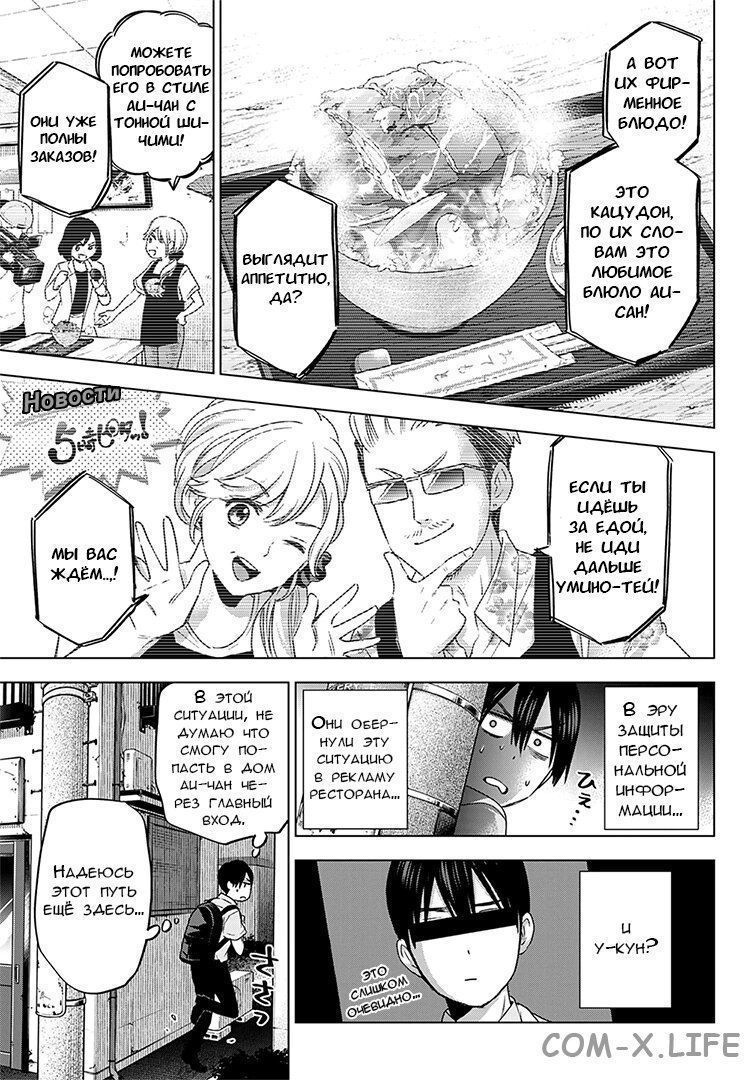 А ВОТ
ИХ ФИР-
МЕННОЕ
БЛЮДО!
ЭТО
КАЦУДОН,
ПО ИХ СЛО-
ВАМ ЭТО
ЛЮБИМОЕ
БЛЮЛО АИ-
САН!
ВЫГЛЯДИТ
АППЕТИТНО,
ДА?
МОЖЕТЕ
ПОПРОБОВАТЬ
ЕГО В СТИЛЕ
АИ-ЧАН С
ТОННОЙ ШИ-
ЧИМИ!
ОНИ УЖЕ
ПОЛНЫ
ЗАКАЗОВ!
Новости
ЕСЛИ ТЫ
ИДЁШЬ
ЗА ЕДОЙ,
НЕ ИДИ
ДАЛЬШЕ
УМИНО-ТЕЙ!
МЫ ВАС
ЖДЁМ..,!
В ЭРУ
ЗАЩИТЫ
ПЕРСО-
НАЛЬНОЙ
ИНФОР-
МАЦИИ...
ОНИ ОБЕР-
НУЛИ ЭТУ
СИТУАЦИЮ
В РЕКЛАМУ
РЕСТОРАНА...
И
У-КУН?
ЭТО
СЛИШКОМ
ОЧЕВИДНО...
В ЭТОЙ
СИТУАЦИИ, НЕ
ДУМАЮ ЧТО
СМОГУ ПО-
ПАСТЬ В ДОМ
АИ-ЧАН ЧЕ-
РЕЗ ГЛАВНЫЙ
ВХОД.
НАДЕЮСЬ
ЭТОТ ПУТЬ
ЕЩЁ ЗДЕСЬ...
COM-X.LIFE